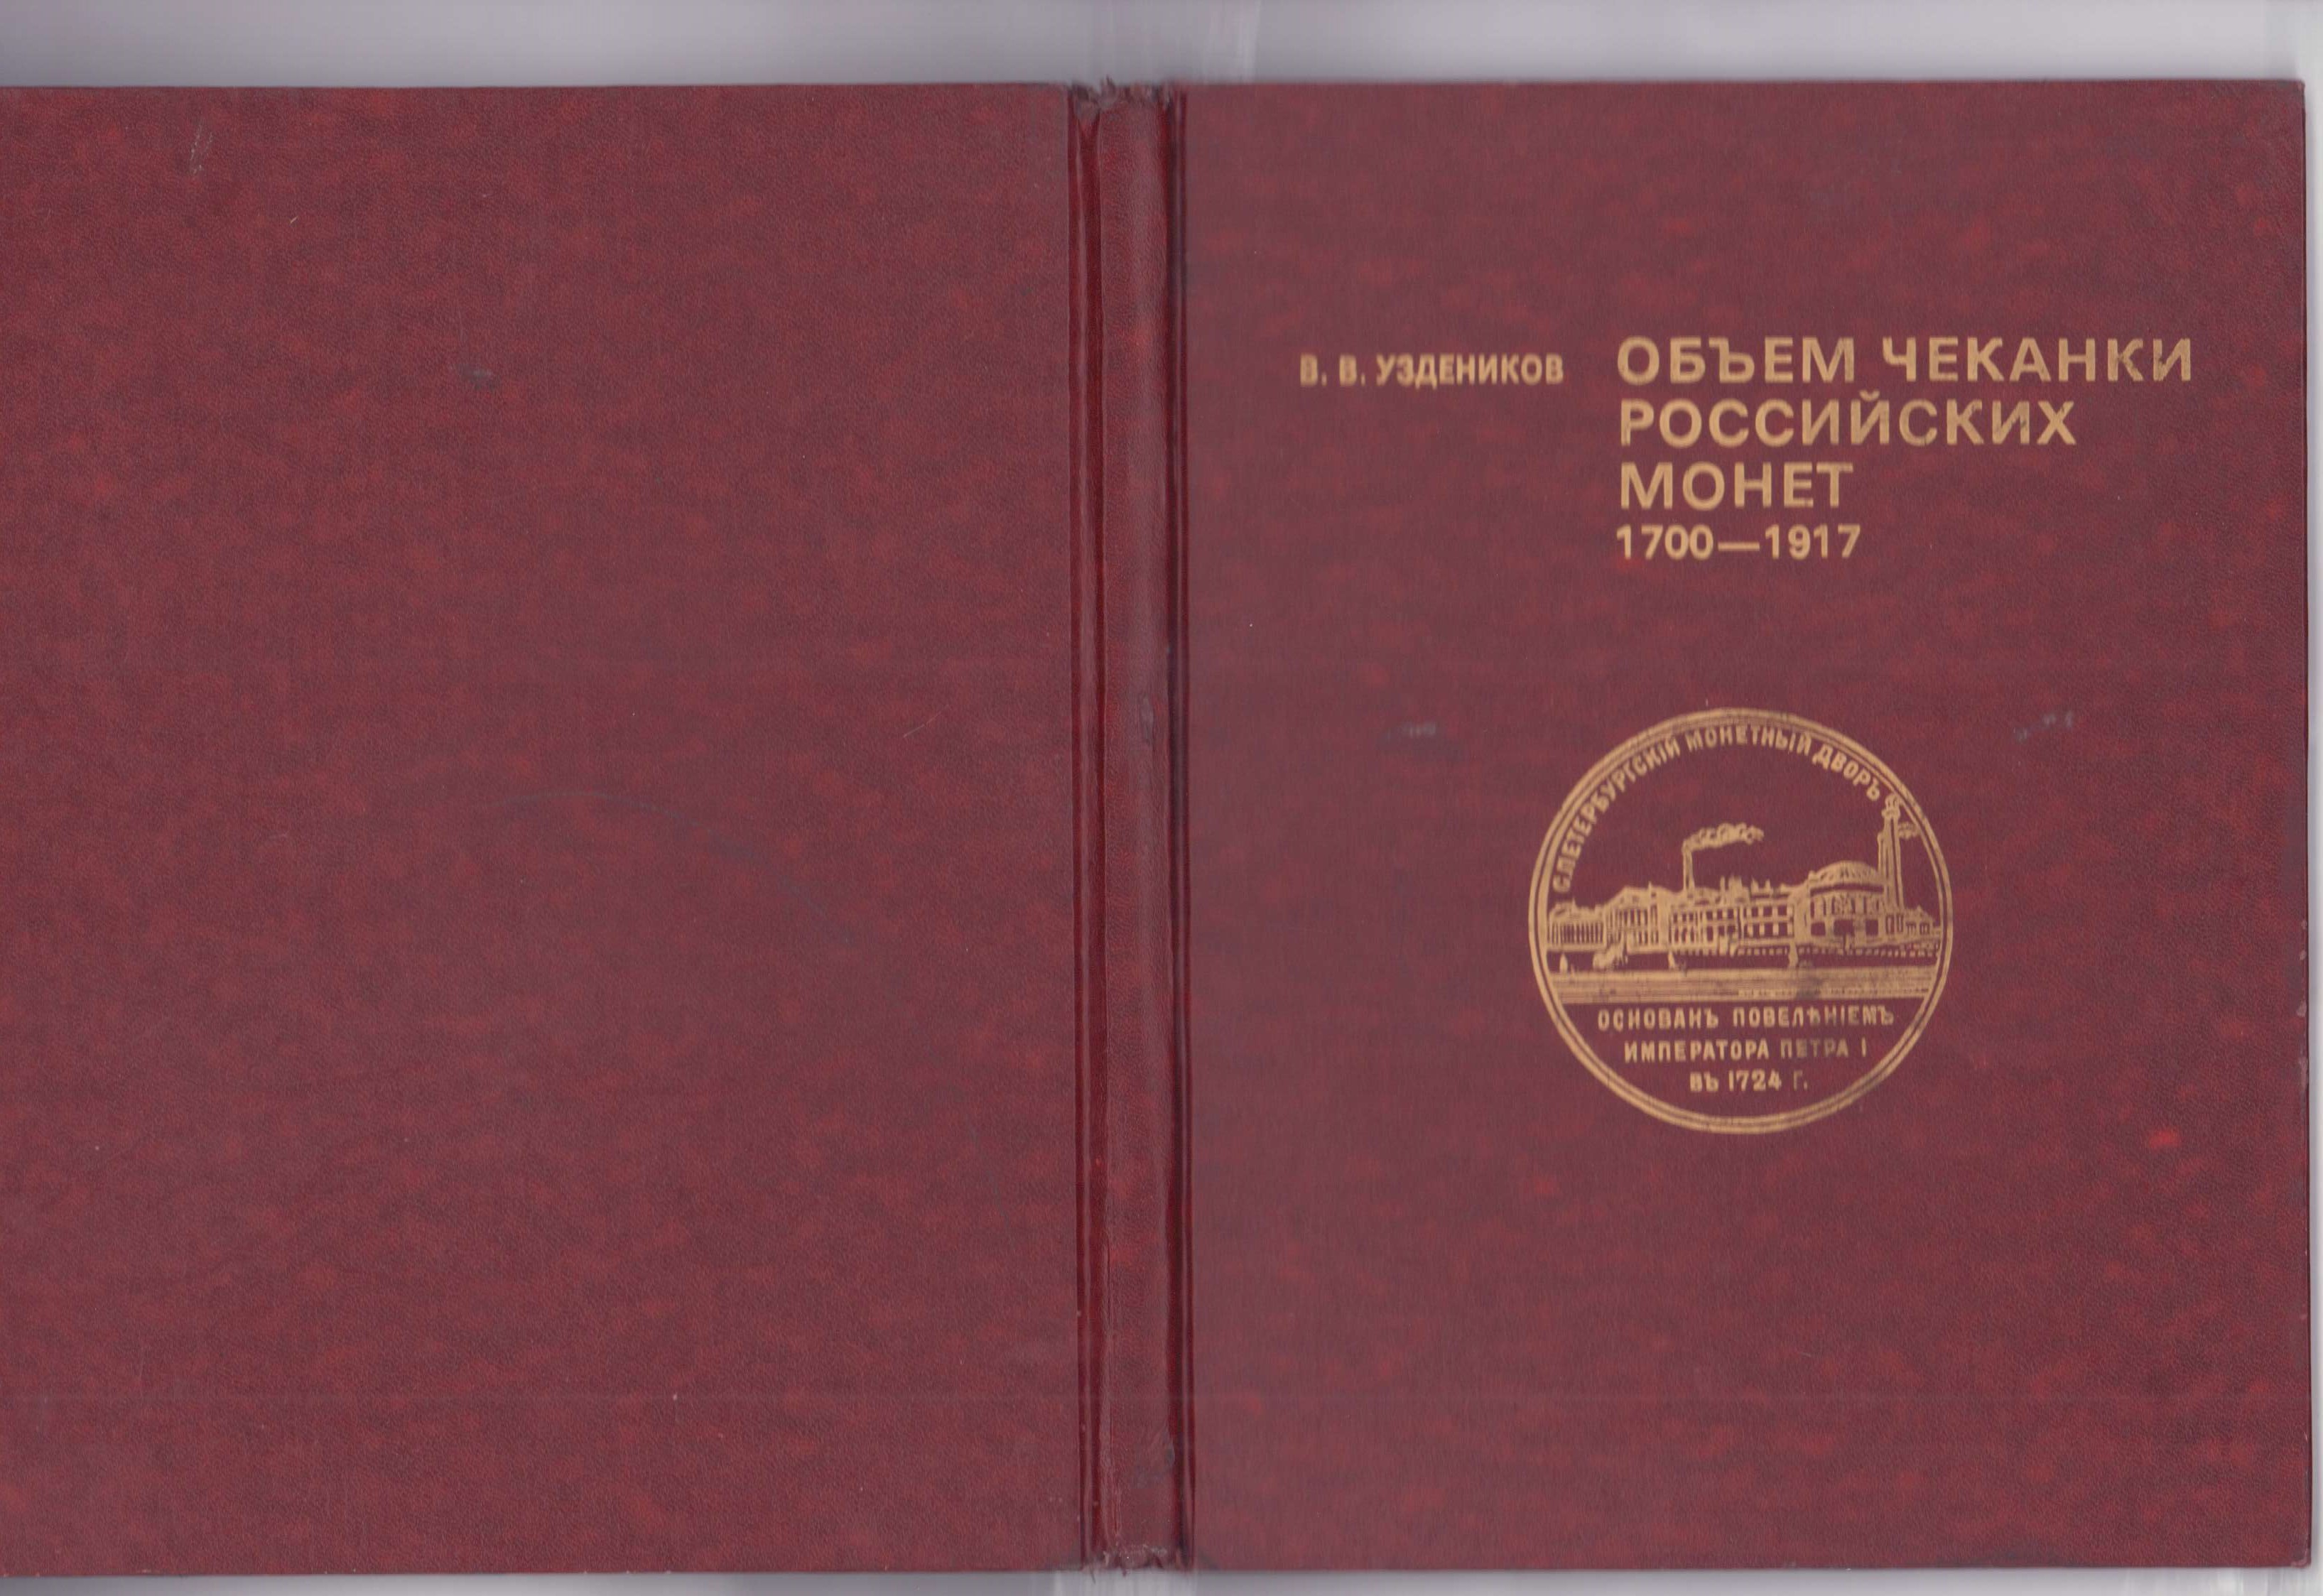 В. В. УЗДЕНИКОВ
ОБЪЕМ ЧЕКАНКИ
РОССИЙСКИХ
МОНЕТ
1700—1917
С.ПЕТЕРБУРГСКІЙ МОНЕТНЫЙ ДВОРЪ
ОСНОВАНЪ ПОВЕЛѢНІЕМЪ
ИМПЕРАТОРА ПЕТРА I
ВЪ 1724 Г.